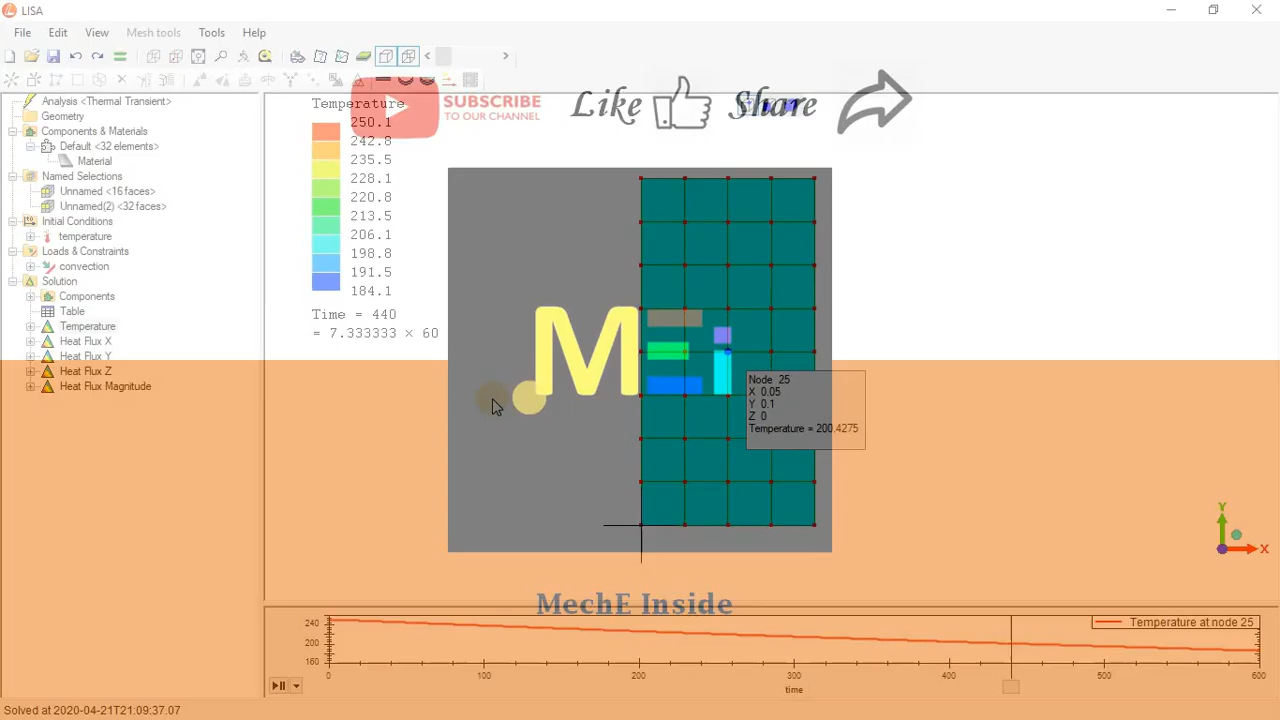 LISA
File Edit View Mesh tools Tools Help
Analysis <Thermal Transient>
Geometry
Components & Materials
Default <32 elements>
Material
Named Selections
Unnamed <16 faces>
Unnamed(2) <32 faces>
Initial Conditions
temperature
Loads & Constraints
convection
Solution
Components
Table
Temperature
Heat Flux X
Heat Flux Y
Heat Flux Z
Heat Flux Magnitude
Temperature
250.1
242.8
235.5
228.1
220.8
213.5
206.1
198.8
191.5
184.1
Time = 440
= 7.333333 × 60
SUBSCRIBE
TO OUR CHANNEL
Like
Share
MEi
Node 25
X 0.05
Y 0.1
Z 0
Temperature = 200.4275
Y
X
MechE Inside
240
200
160
Temperature at node 25
0 100 200 300 400 500 600
time
Solved at 2020-04-21T21:09:37.07